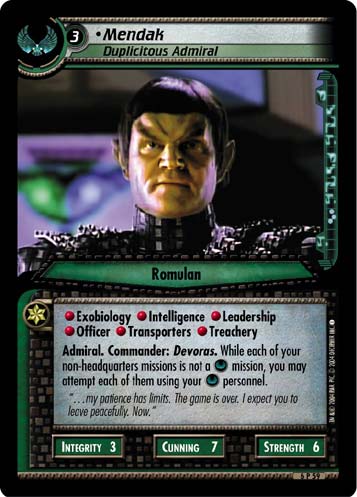 3 • Mendak
Duplicitous Admiral
Romulan
Exobiology Intelligence Leadership
Officer Transporters Treachery
Admiral. Commander: Devoras. While each of your
non-headquarters missions is not a mission, you may
attempt each of them using your personnel.
“…my patience has limits. The game is over. I expect you to
leave peacefully. Now.”
INTEGRITY 3 CUNNING 7 STRENGTH 6
5 P 59